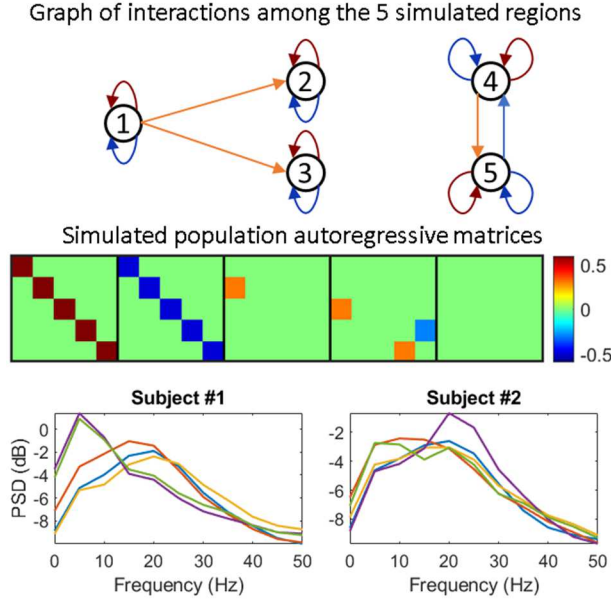 Graph of interactions among the 5 simulated regions
1
2
3
4
5
Simulated population autoregressive matrices
0.5
0
-0.5
Subject #1
Subject #2
PSD (dB)
0
-2
-4
-6
-8
-2
-4
-6
-8
0 10 20 30 40 50
0 10 20 30 40 50
Frequency (Hz)
Frequency (Hz)